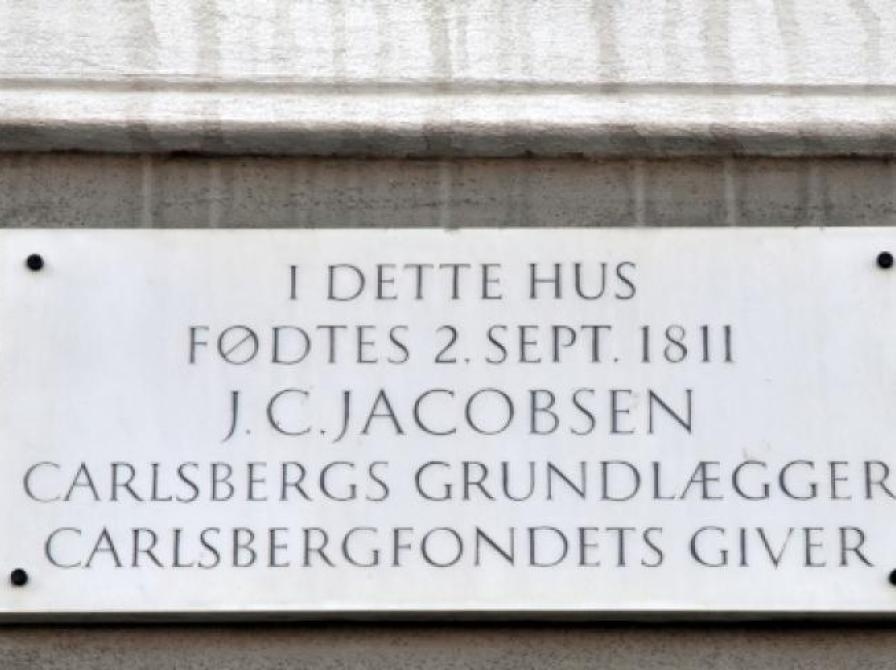 I DETTE HUS
FØDTES 2. SEPT. 1811
J. C. JACOBSEN
CARLSBERGS GRUNDLÆGGER
CARLSBERGFONDETS GIVER